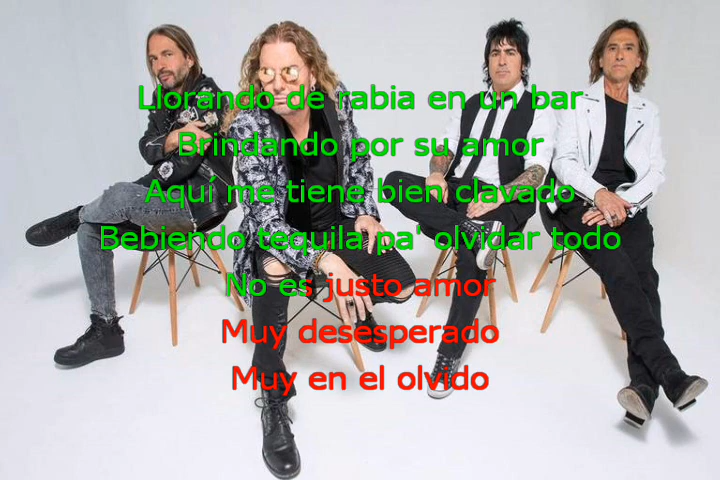 Llorando de rabia en un bar
Brindando por su amor
Aquí me tiene bien clavado
Bebiendo tequila pa' olvidar todo
No es justo amor
Muy desesperado
Muy en el olvido